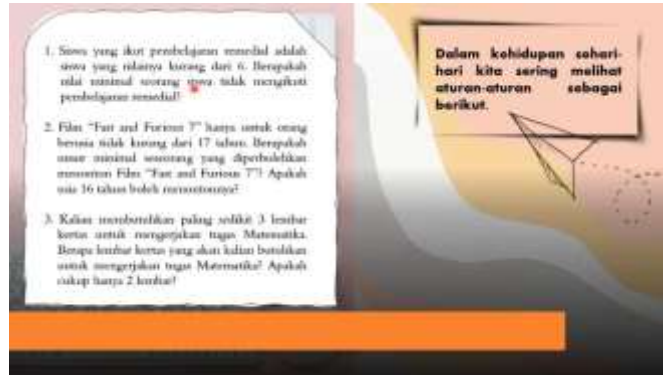 1. Siswa yang ikut pembelajaran remedial adalah
siswa yang nilainya kurang dari 6. Berapakah
nilai minimal seorang siswa tidak mengikuti
pembelajaran remedial?
2. Film "Fast and Furious 7" hanya untuk orang
berusia tidak kurang dari 17 tahun. Berapakah
umur minimal seseorang yang diperbolehkan
menonton Film "Fast and Furious 7"? Apakah
usia 16 tahun boleh menontonnya?
3. Kalian membutuhkan paling sedikit 3 lembar
kertas untuk mengerjakan tugas Matematika.
Berapa lembar kertas yang akan kalian butuhkan
untuk mengerjakan tugas Matematika? Apakah
cukup hanya 2 lembar?
Dalam kehidupan sehari-
hari kita sering melihat
aturan-aturan sebagai
berikut.